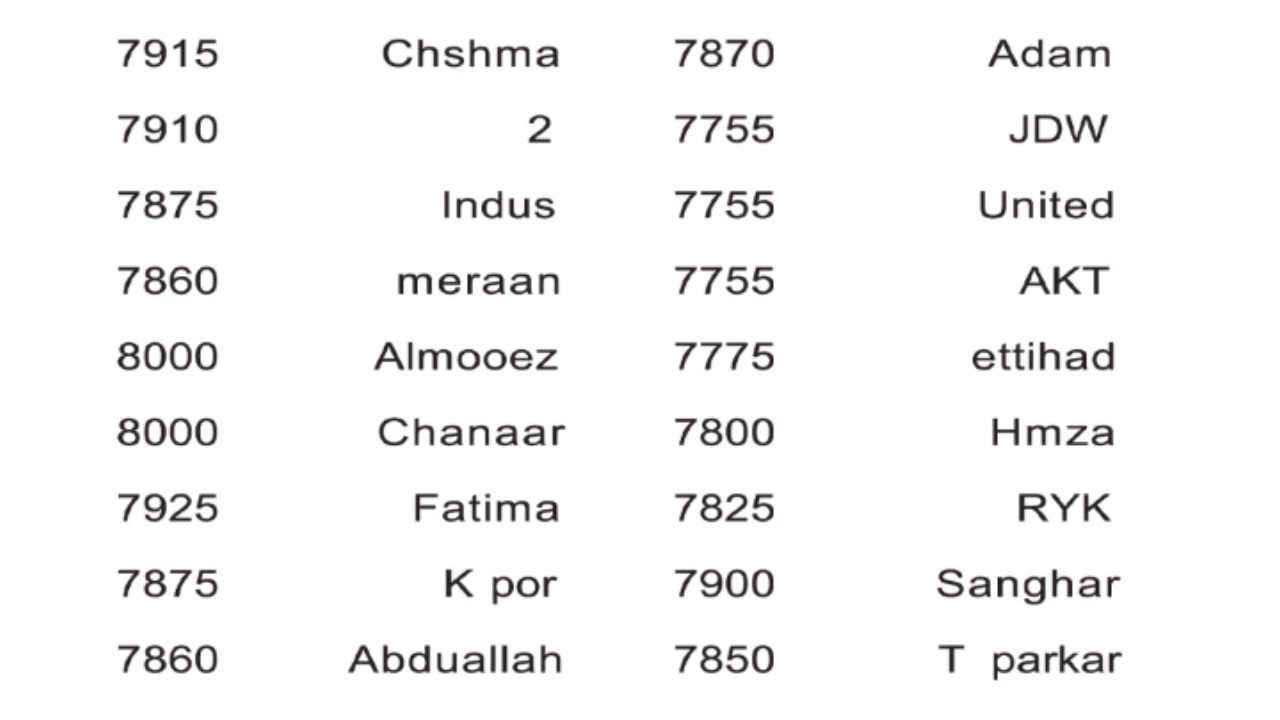 7915 Chshma 7870 Adam
7910 2 7755 JDW
7875 Indus 7755 United
7860 meraan 7755 AKT
8000 Almooez 7775 ettihad
8000 Chanaar 7800 Hmza
7925 Fatima 7825 RYK
7875 K por 7900 Sanghar
7860 Abduallah 7850 T parkar